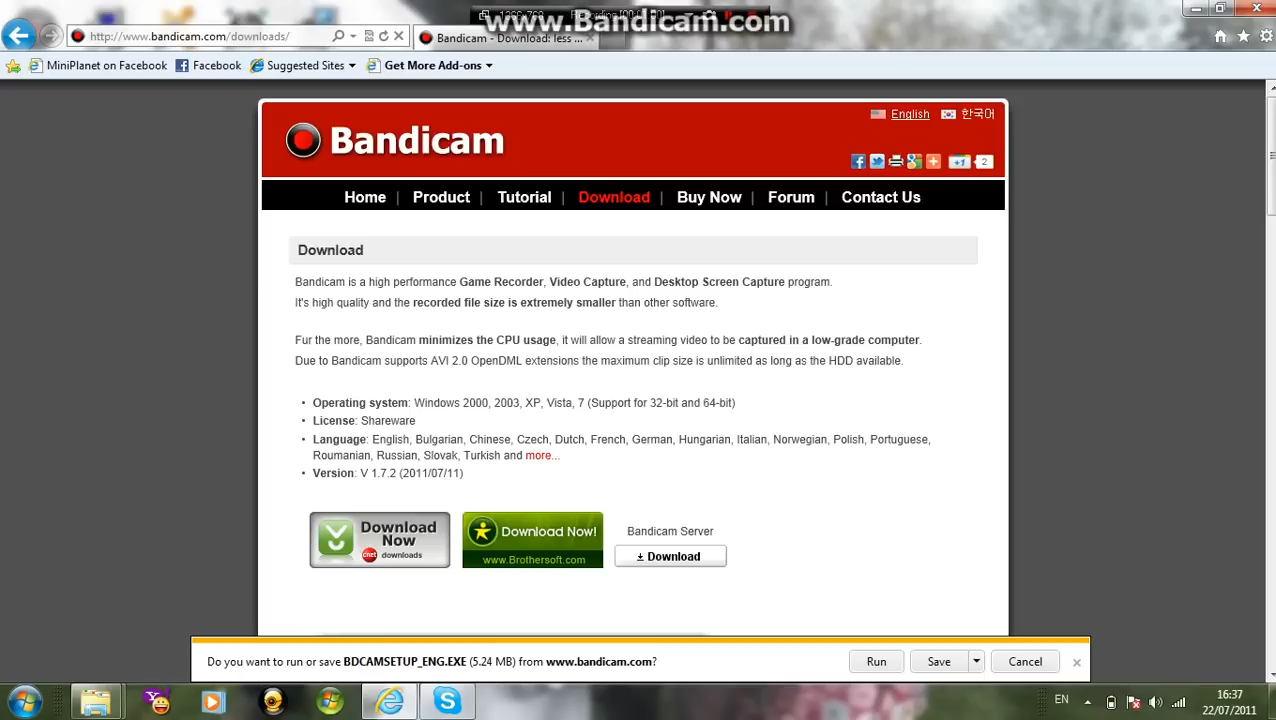 www.Bandicam.com
http://www.bandicam.com/downloads/
Bandicam - Download: less ...
MiniPlanet on Facebook
Facebook
Suggested Sites
Get More Add-ons
English
한국어
Bandicam
+1
2
Home | Product | Tutorial | Download | Buy Now | Forum | Contact Us
Download
Bandicam is a high performance Game Recorder, Video Capture, and Desktop Screen Capture program.
It's high quality and the recorded file size is extremely smaller than other software.
Fur the more, Bandicam minimizes the CPU usage, it will allow a streaming video to be captured in a low-grade computer.
Due to Bandicam supports AVI 2.0 OpenDML extensions the maximum clip size is unlimited as long as the HDD available.
• Operating system: Windows 2000, 2003, XP, Vista, 7 (Support for 32-bit and 64-bit)
• License: Shareware
• Language: English, Bulgarian, Chinese, Czech, Dutch, French, German, Hungarian, Italian, Norwegian, Polish, Portuguese,
Roumanian, Russian, Slovak, Turkish and more...
• Version: V 1.7.2 (2011/07/11)
Download
Now
cnet downloads
Download Now!
www.Brothersoft.com
Bandicam Server
Download
Do you want to run or save BDCAMSETUP_ENG.EXE (5.24 MB) from www.bandicam.com?
Run
Save
Cancel
EN
16:37
22/07/2011